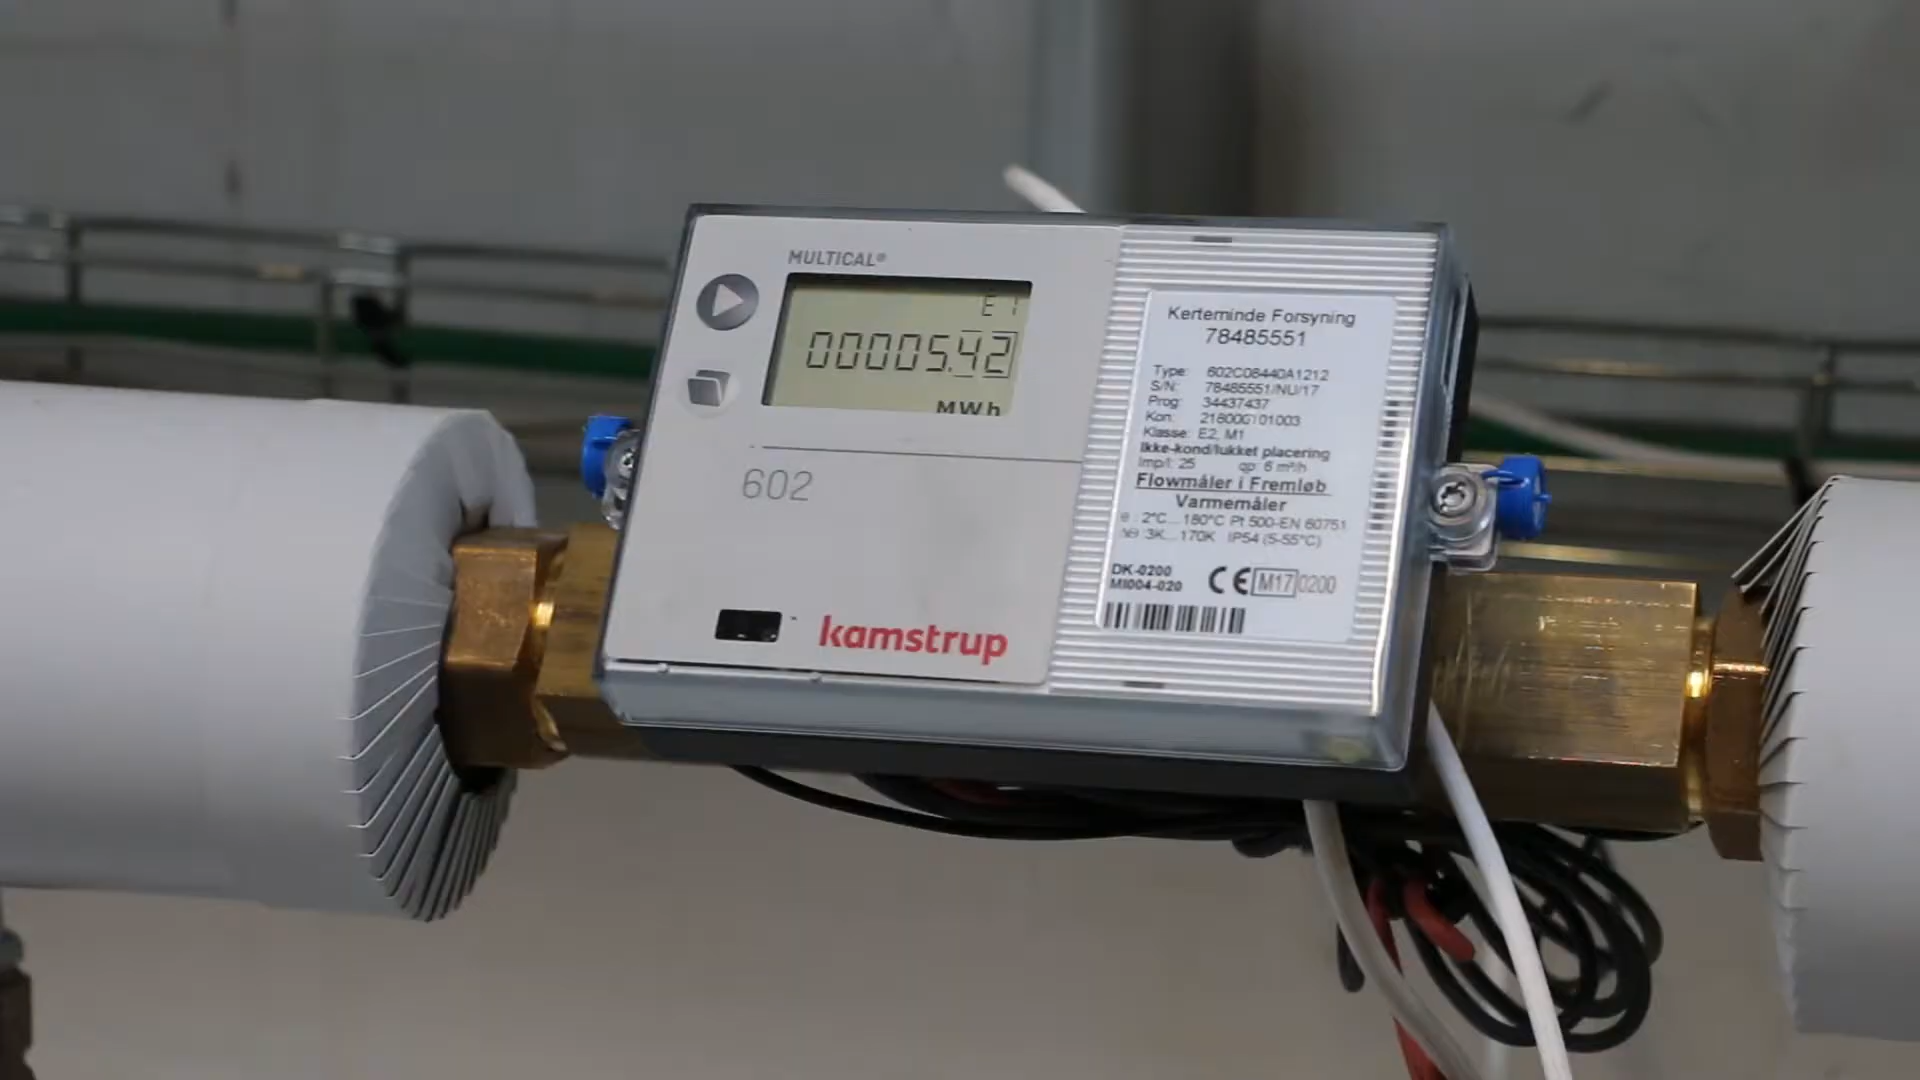 MULTICAL®
E1
00005.42
MWh
602
kamstrup
Kerteminde Forsyning
78485551
Type: 602C08440A1212
S/N: 78485551/NU/17
Prog: 34437437
Kon:
Klasse: E2, M1
Ikke-kond/lukket placering
Imp/l: 25 qp: 6 m³/h
Flowmåler i Fremløb
Varmemåler
2°C... 180°C Pt 500-EN 60751
3K... 170K IP54 (5-55°C)
DK-0200
MI004-020
CE M17 0200